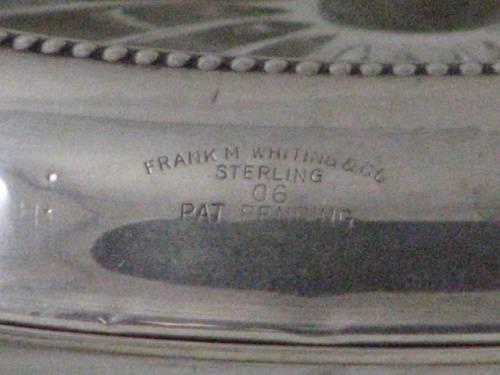 FRANK M WHITING & Co
STERLING
06
PAT PENDING